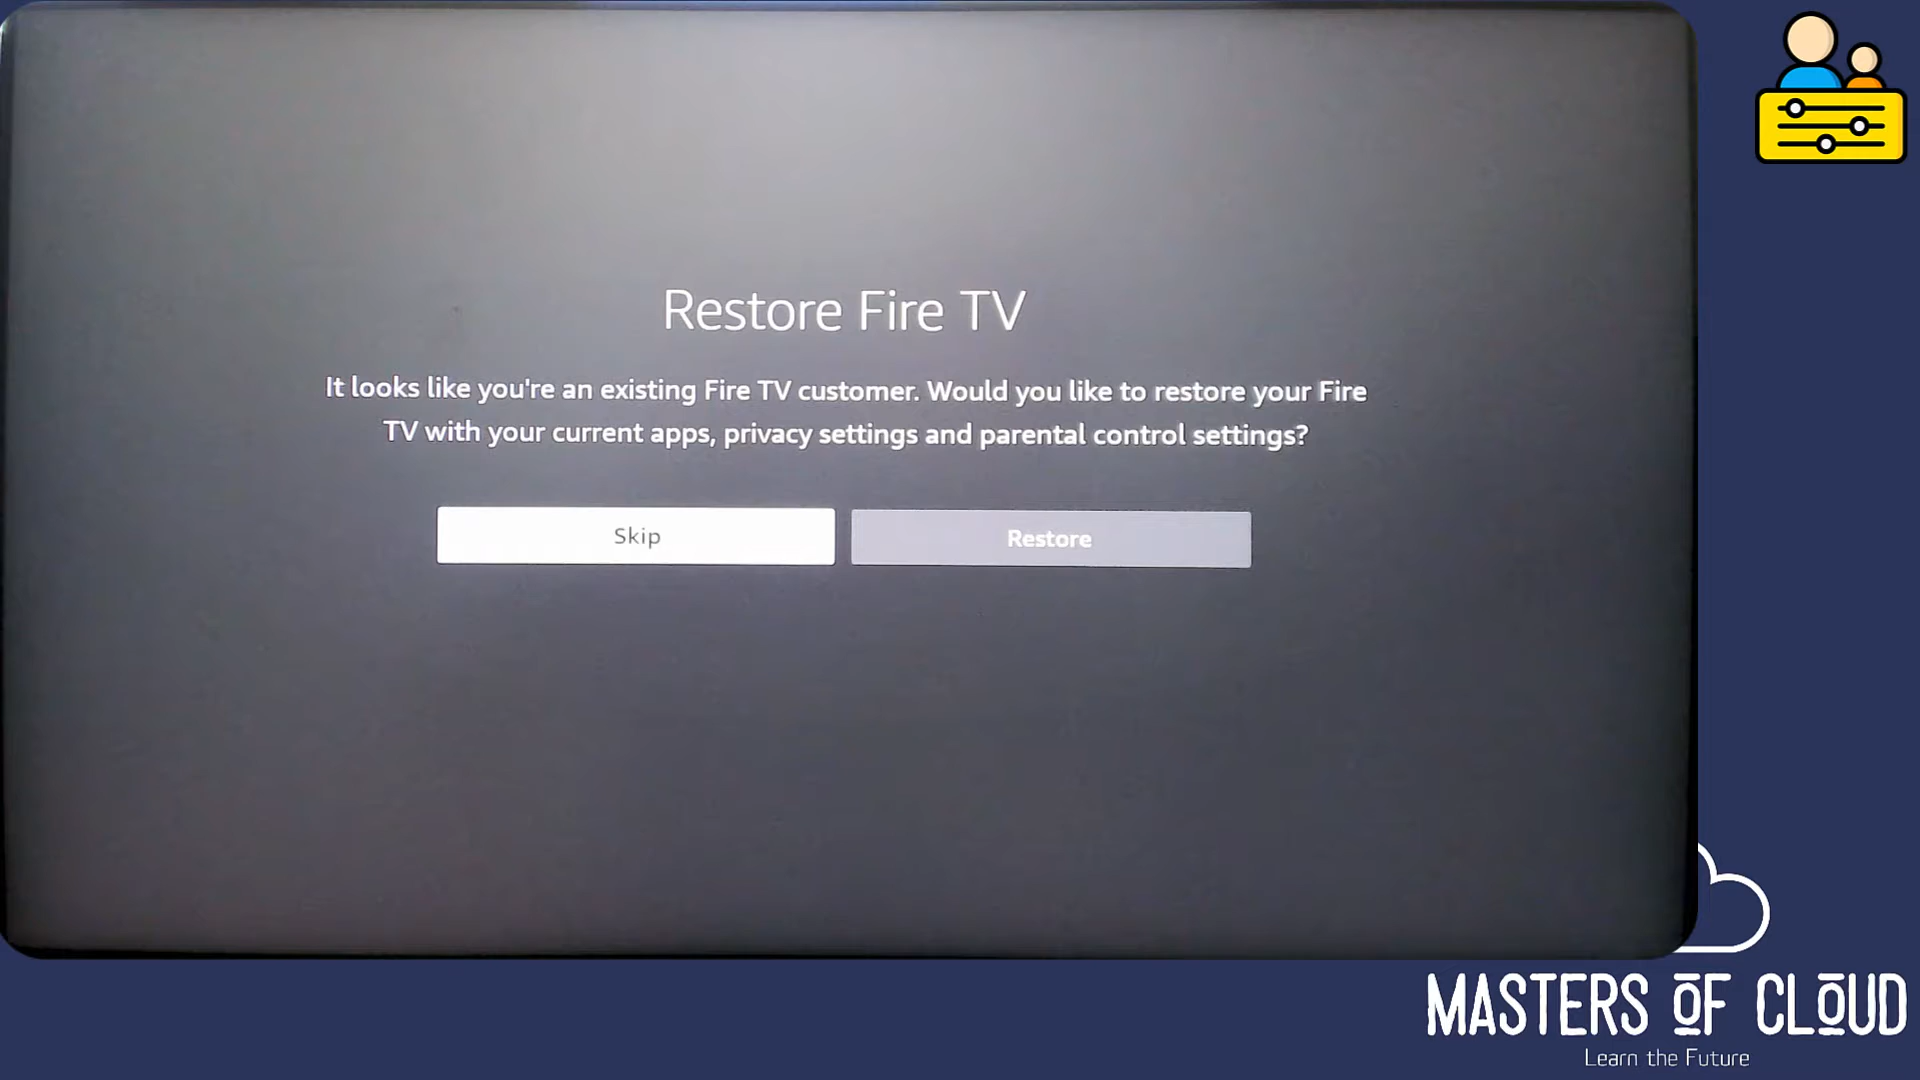 Restore Fire TV
It looks like you're an existing Fire TV customer. Would you like to restore your Fire
TV with your current apps, privacy settings and parental control settings?
Skip
Restore
MASTERS OF CLOUD
Learn the Future